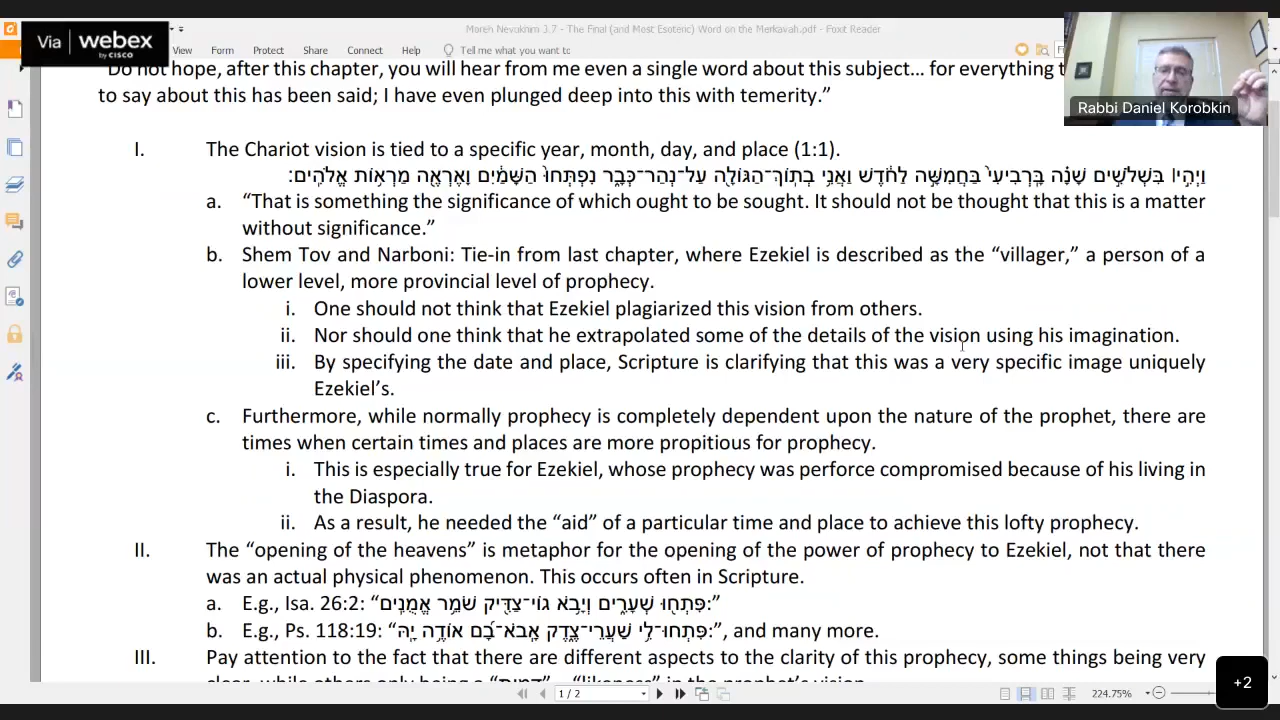 Via webex
by CISCO
Moreh Nevukhim 3.7 - The Final (and Most Esoteric) Word on the Merkavah.pdf - Foxit Reader
View Form Protect Share Connect Help Tell me what you want to
Rabbi Daniel Korobkin
"Do not hope, after this chapter, you will hear from me even a single word about this subject... for everything
to say about this has been said; I have even plunged deep into this with temerity."
I. The Chariot vision is tied to a specific year, month, day, and place (1:1).
וַיְהִ֣י׀ בִּשְׁלֹשִׁ֣ים שָׁנָ֗ה בָּֽרְבִיעִי֙ בַּחֲמִשָּׁ֣ה לַחֹ֔דֶשׁ וַאֲנִ֥י בְתֽוֹךְ־הַגּוֹלָ֖ה עַל־נְהַר־כְּבָ֑ר נִפְתְּחוּ֙ הַשָּׁמַ֔יִם וָאֶרְאֶ֖ה מַרְא֥וֹת אֱלֹהִֽים׃
a. "That is something the significance of which ought to be sought. It should not be thought that this is a matter
without significance."
b. Shem Tov and Narboni: Tie-in from last chapter, where Ezekiel is described as the "villager," a person of a
lower level, more provincial level of prophecy.
i. One should not think that Ezekiel plagiarized this vision from others.
ii. Nor should one think that he extrapolated some of the details of the vision using his imagination.
iii. By specifying the date and place, Scripture is clarifying that this was a very specific image uniquely
Ezekiel's.
c. Furthermore, while normally prophecy is completely dependent upon the nature of the prophet, there are
times when certain times and places are more propitious for prophecy.
i. This is especially true for Ezekiel, whose prophecy was perforce compromised because of his living in
the Diaspora.
ii. As a result, he needed the "aid" of a particular time and place to achieve this lofty prophecy.
II. The "opening of the heavens" is metaphor for the opening of the power of prophecy to Ezekiel, not that there
was an actual physical phenomenon. This occurs often in Scripture.
a. E.g., Isa. 26:2: "פִּתְח֖וּ שְׁעָרִ֑ים וְיָבֹ֥א גוֹי־צַדִּ֖יק שֹׁמֵ֥ר אֱמֻנִֽים׃"
b. E.g., Ps. 118:19: "פִּתְחוּ־לִ֥י שַׁעֲרֵי־צֶ֑דֶק אָֽבֹא־בָ֝֗ם אוֹדֶ֥ה יָֽהּ׃", and many more.
III. Pay attention to the fact that there are different aspects to the clarity of this prophecy, some things being very
clear, while others only being a "דמות" – "likeness" in the prophet's vision.
1 / 2
224.75%
+2